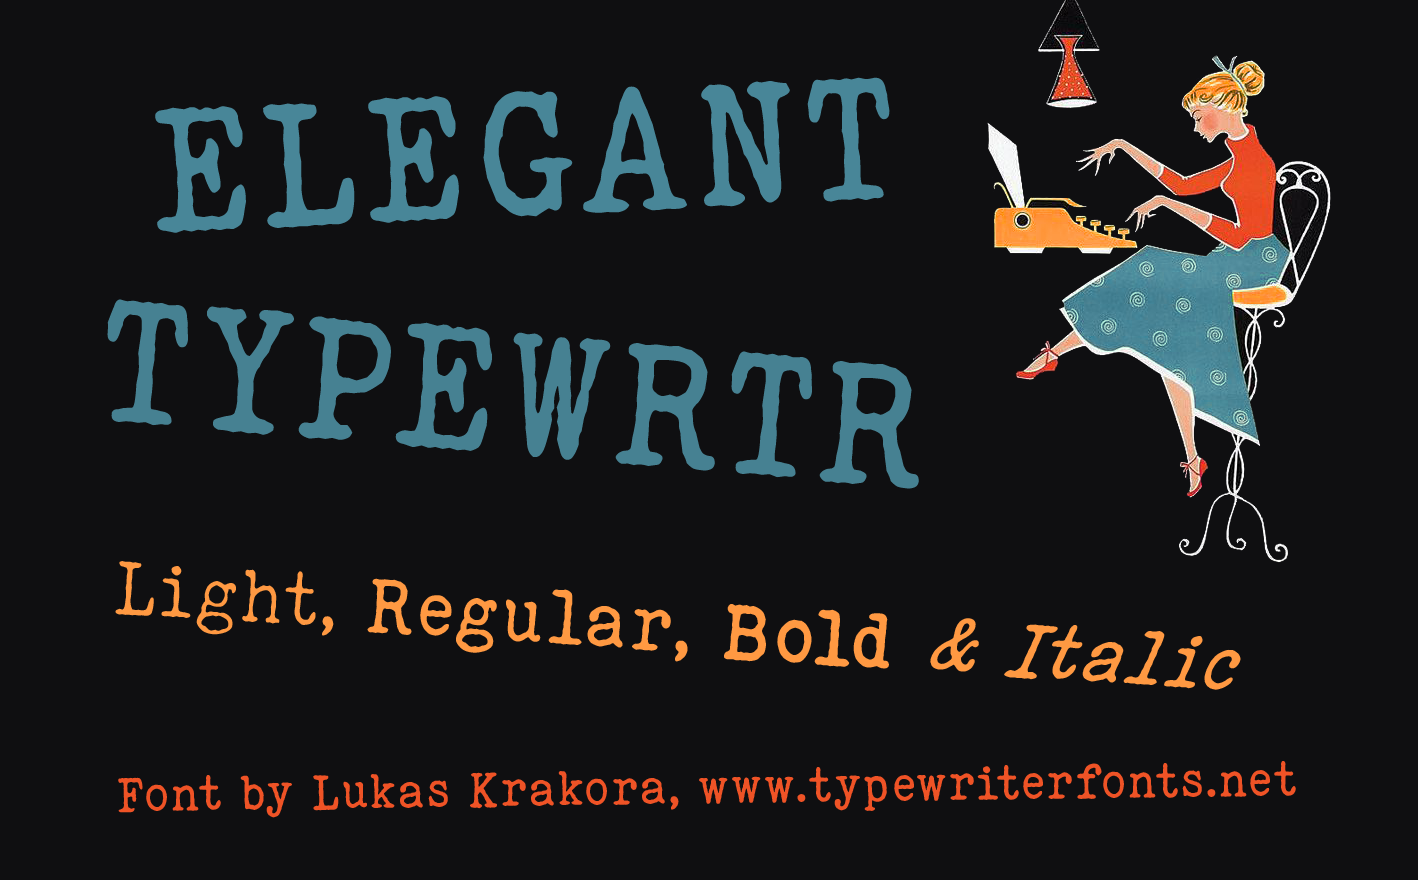 ELEGANT
TYPEWRTR
Light, Regular, Bold & Italic
Font by Lukas Krakora, www.typewriterfonts.net